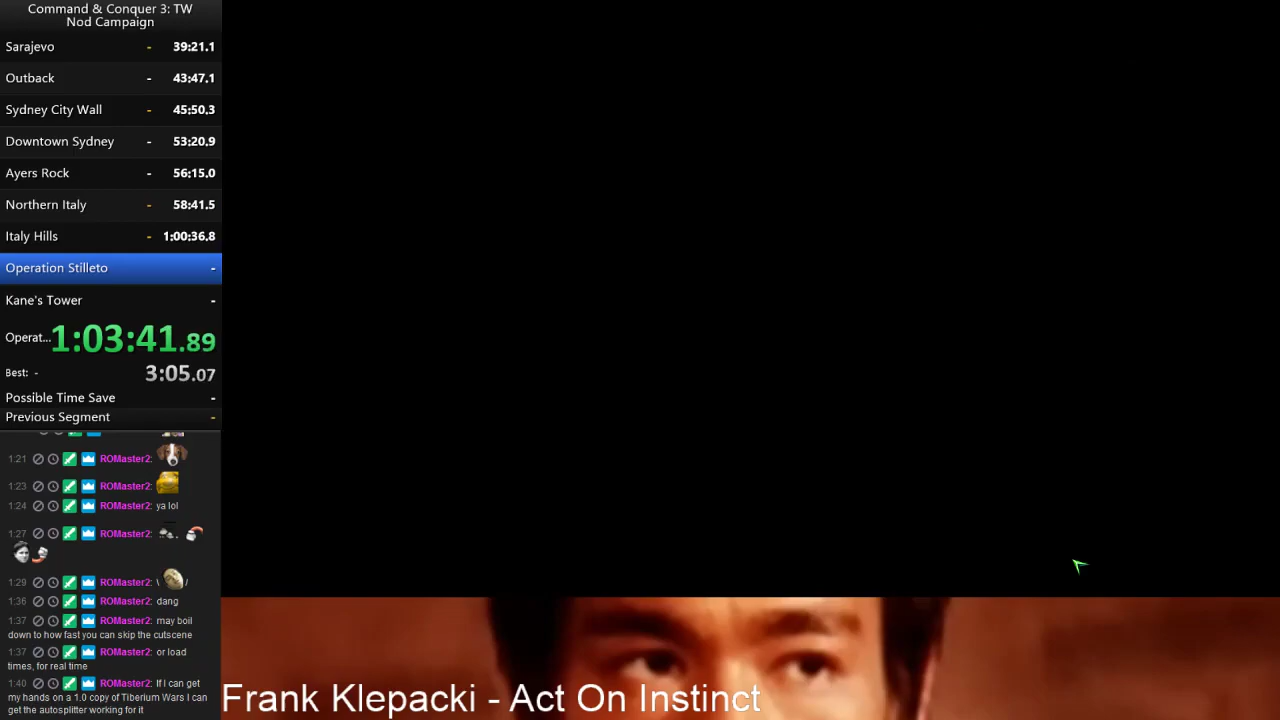 Command & Conquer 3: TW
Nod Campaign
Sarajevo - 39:21.1
Outback - 43:47.1
Sydney City Wall - 45:50.3
Downtown Sydney - 53:20.9
Ayers Rock - 56:15.0
Northern Italy - 58:41.5
Italy Hills - 1:00:36.8
Operation Stilleto -
Kane's Tower -
Operat... 1:03:41.89
Best: - 3:05.07
Possible Time Save -
Previous Segment -
1:21 ROMaster2:
1:23 ROMaster2:
1:24 ROMaster2: ya lol
1:27 ROMaster2:
1:29 ROMaster2: \ /
1:36 ROMaster2: dang
1:37 ROMaster2: may boil
down to how fast you can skip the cutscene
1:37 ROMaster2: or load
times, for real time
1:40 ROMaster2: If I can get
my hands on a 1.0 copy of Tiberium Wars I can
get the autosplitter working for it
Frank Klepacki - Act On Instinct